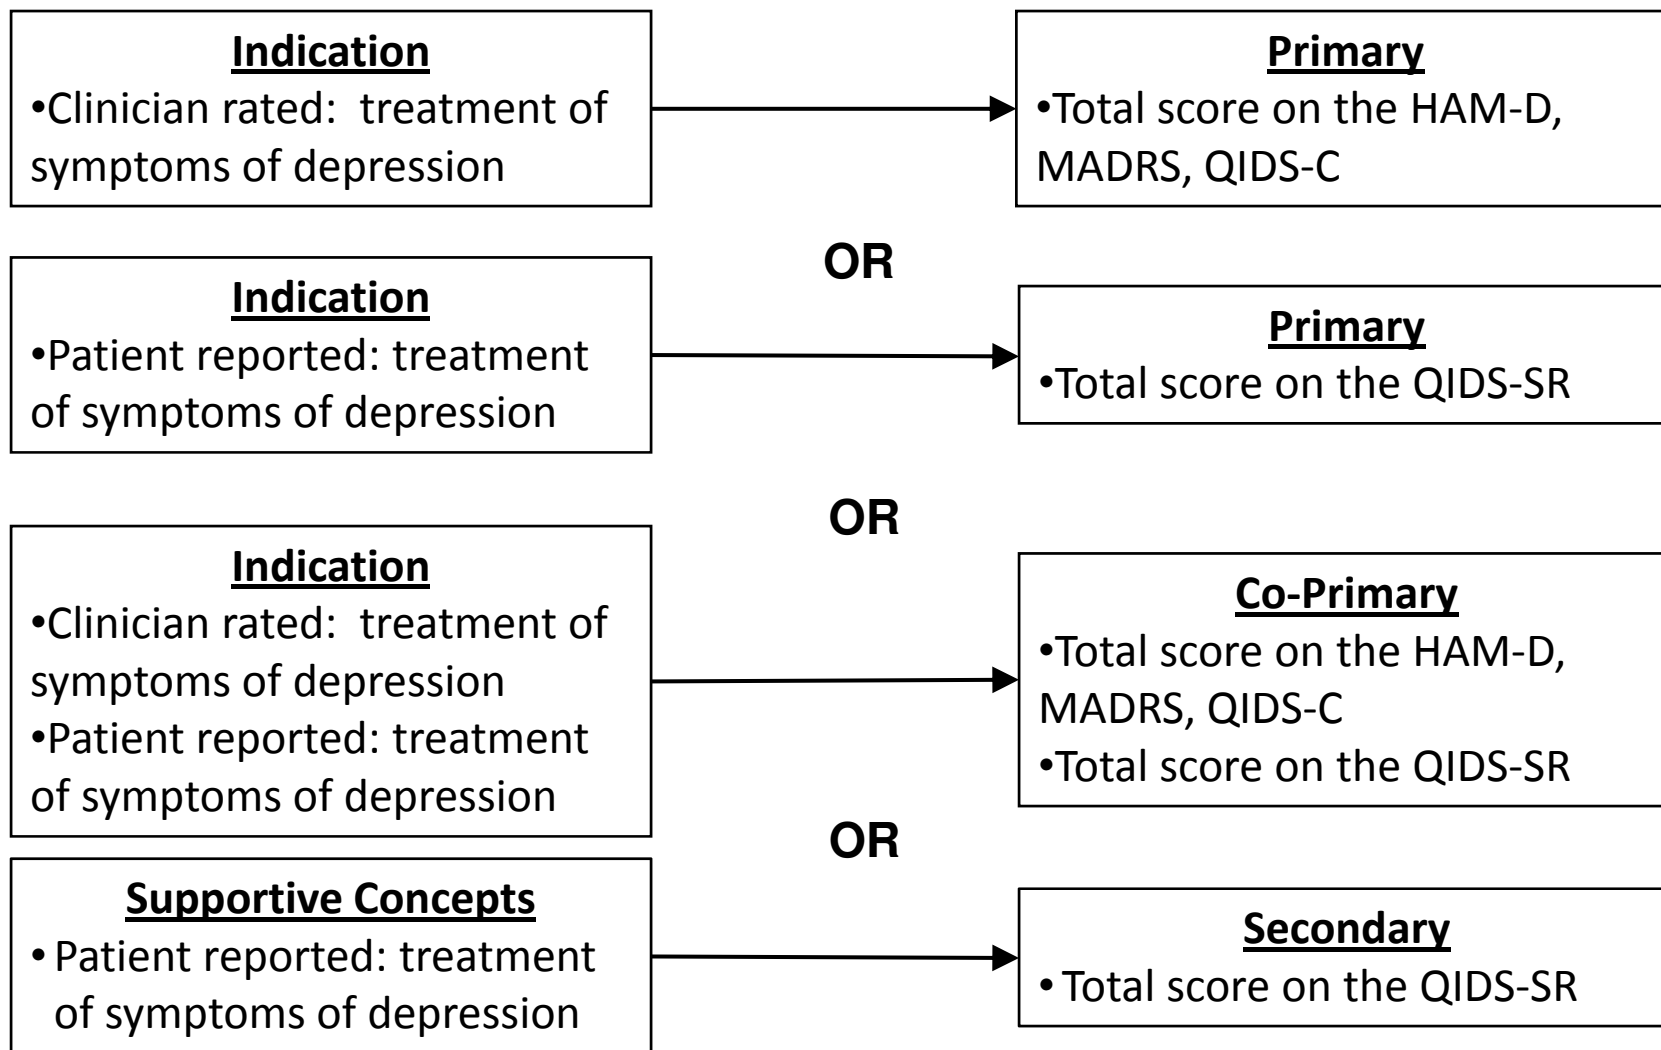 Indication
•Clinician rated:  treatment of
symptoms of depression
Primary
•Total score on the HAM-D,
MADRS, QIDS-C
OR
Indication
•Patient reported: treatment
of symptoms of depression
Primary
•Total score on the QIDS-SR
OR
Indication
•Clinician rated:  treatment of
symptoms of depression
•Patient reported: treatment
of symptoms of depression
Co-Primary
•Total score on the HAM-D,
MADRS, QIDS-C
•Total score on the QIDS-SR
OR
Supportive Concepts
• Patient reported: treatment
of symptoms of depression
Secondary
• Total score on the QIDS-SR